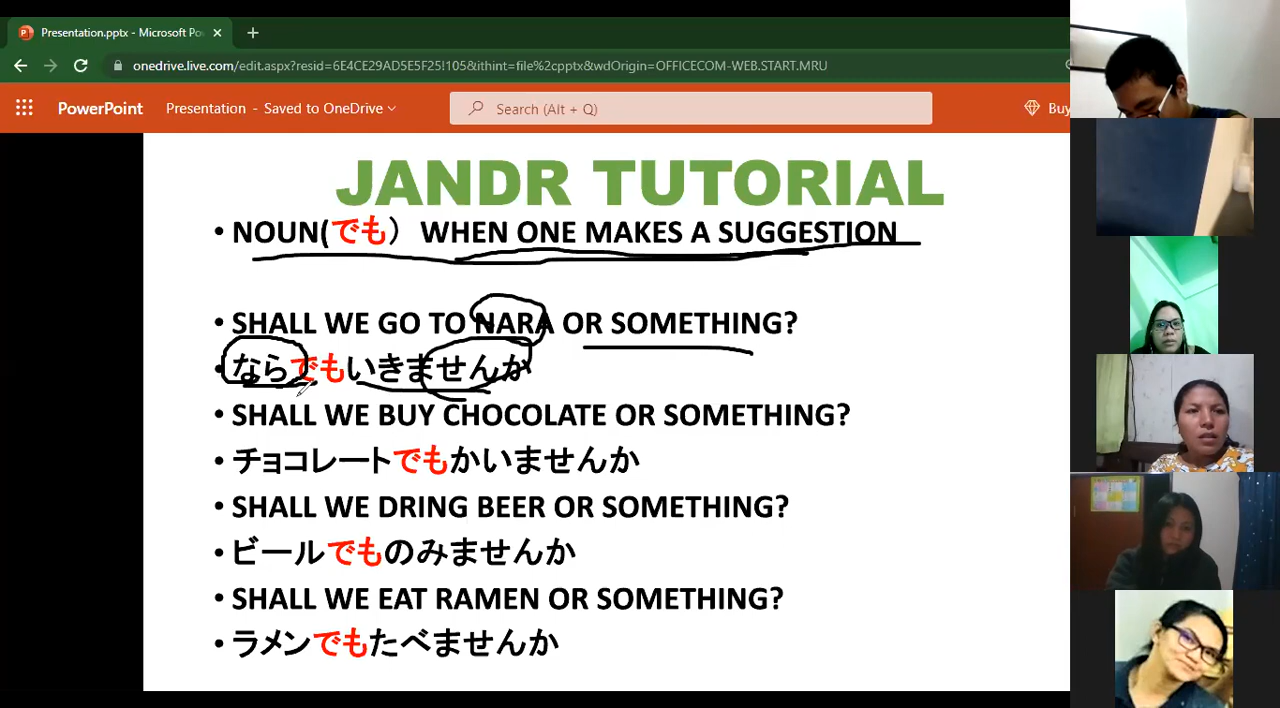 Presentation.pptx - Microsoft Po
onedrive.live.com/edit.aspx?resid=6E4CE29AD5E5F25!105&ithint=file%2cpptx&wdOrigin=OFFICECOM-WEB.START.MRU
PowerPoint Presentation - Saved to OneDrive Search (Alt + Q) Buy
JANDR TUTORIAL
• NOUN(でも） WHEN ONE MAKES A SUGGESTION
• SHALL WE GO TO NARA OR SOMETHING?
• ならでもいきませんか
• SHALL WE BUY CHOCOLATE OR SOMETHING?
• チョコレートでもかいませんか
• SHALL WE DRING BEER OR SOMETHING?
• ビールでものみませんか
• SHALL WE EAT RAMEN OR SOMETHING?
• ラメンでもたべませんか